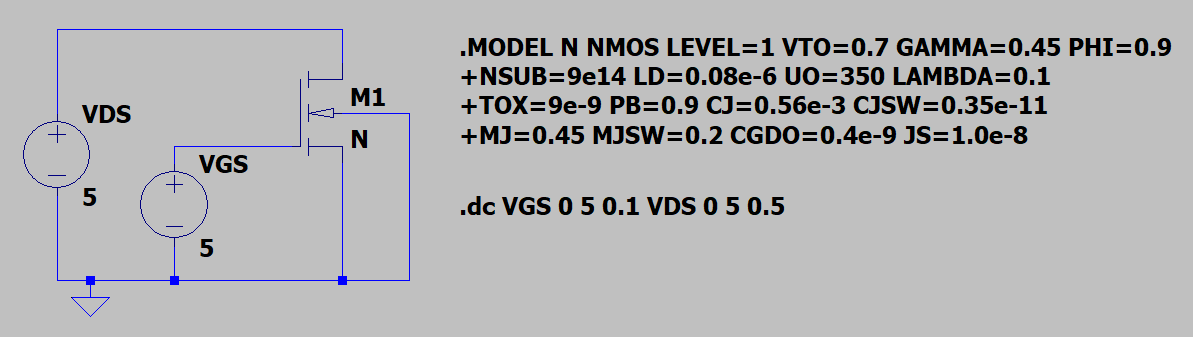 .MODEL N NMOS LEVEL=1 VTO=0.7 GAMMA=0.45 PHI=0.9
+NSUB=9e14 LD=0.08e-6 UO=350 LAMBDA=0.1
+TOX=9e-9 PB=0.9 CJ=0.56e-3 CJSW=0.35e-11
+MJ=0.45 MJSW=0.2 CGDO=0.4e-9 JS=1.0e-8
.dc VGS 0 5 0.1 VDS 0 5 0.5
VDS
5
VGS
5
M1
N